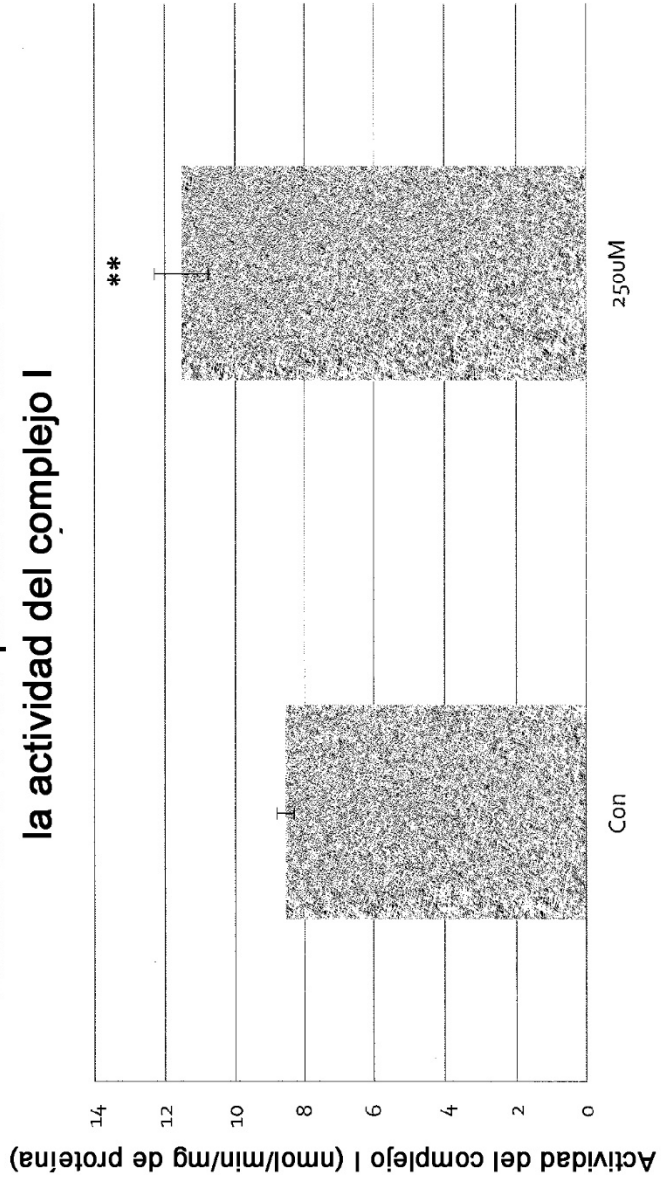 la actividad del complejo I
Actividad del complejo I (nmol/min/mg de proteína)
14
12
10
8
6
4
2
0
**
Con
250uM